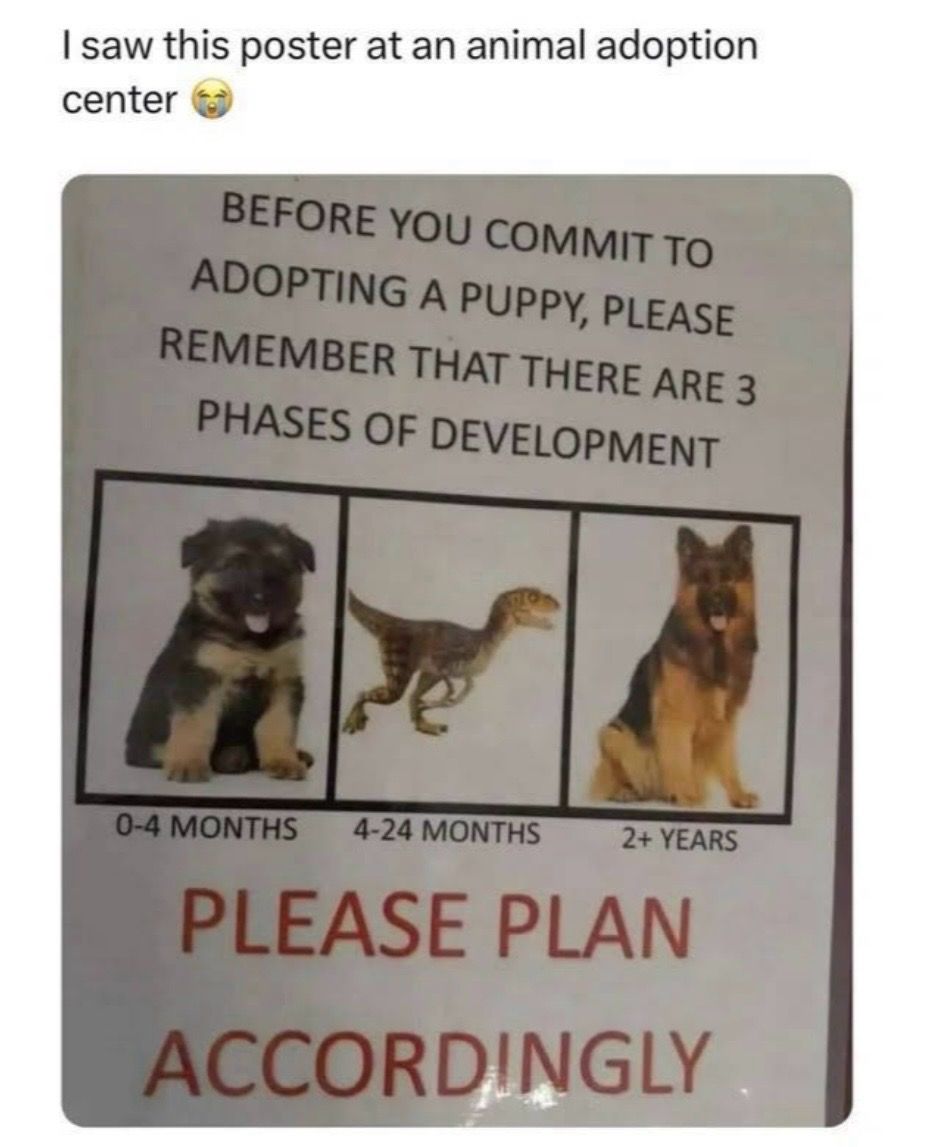 I saw this poster at an animal adoption
center 😭
BEFORE YOU COMMIT TO
ADOPTING A PUPPY, PLEASE
REMEMBER THAT THERE ARE 3
PHASES OF DEVELOPMENT
0-4 MONTHS 4-24 MONTHS 2+ YEARS
PLEASE PLAN
ACCORDINGLY